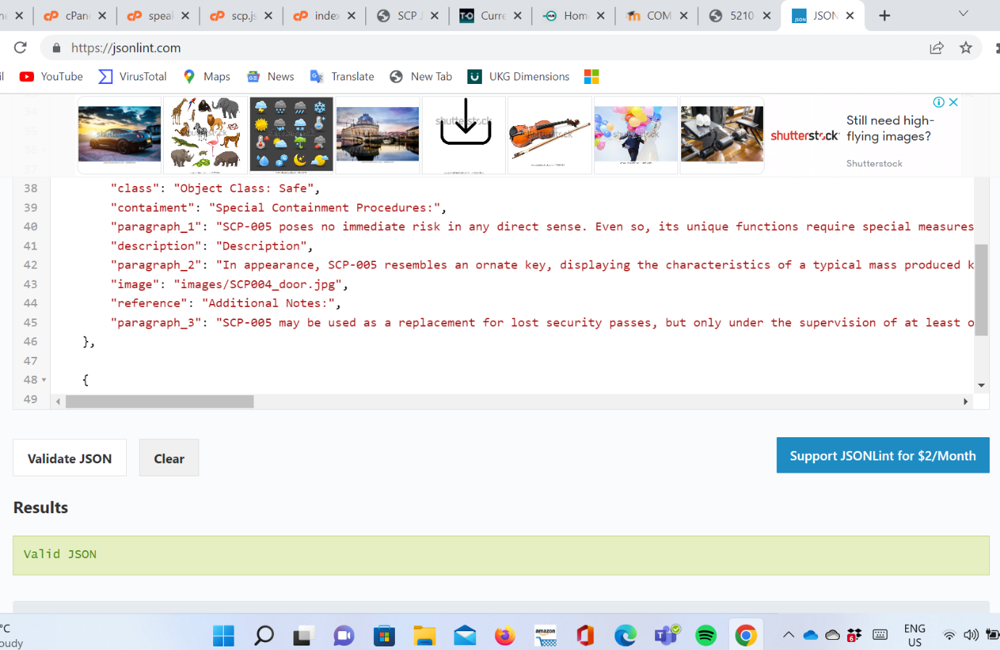 cPan
speal
scp.js
index
SCP J
Curre
Hom
COM
5210
JSON
https://jsonlint.com
YouTube
VirusTotal
Maps
News
Translate
New Tab
UKG Dimensions
shutterstock
Still need high-
flying images?
Shutterstock
38 "class": "Object Class: Safe",
39 "contaiment": "Special Containment Procedures:",
40 "paragraph_1": "SCP-005 poses no immediate risk in any direct sense. Even so, its unique functions require special measures
41 "description": "Description",
42 "paragraph_2": "In appearance, SCP-005 resembles an ornate key, displaying the characteristics of a typical mass produced k
43 "image": "images/SCP004_door.jpg",
44 "reference": "Additional Notes:",
45 "paragraph_3": "SCP-005 may be used as a replacement for lost security passes, but only under the supervision of at least o
46 },
47
48 {
49
Validate JSON
Clear
Support JSONLint for $2/Month
Results
Valid JSON
°C
oudy
amazon
6
ENG
US